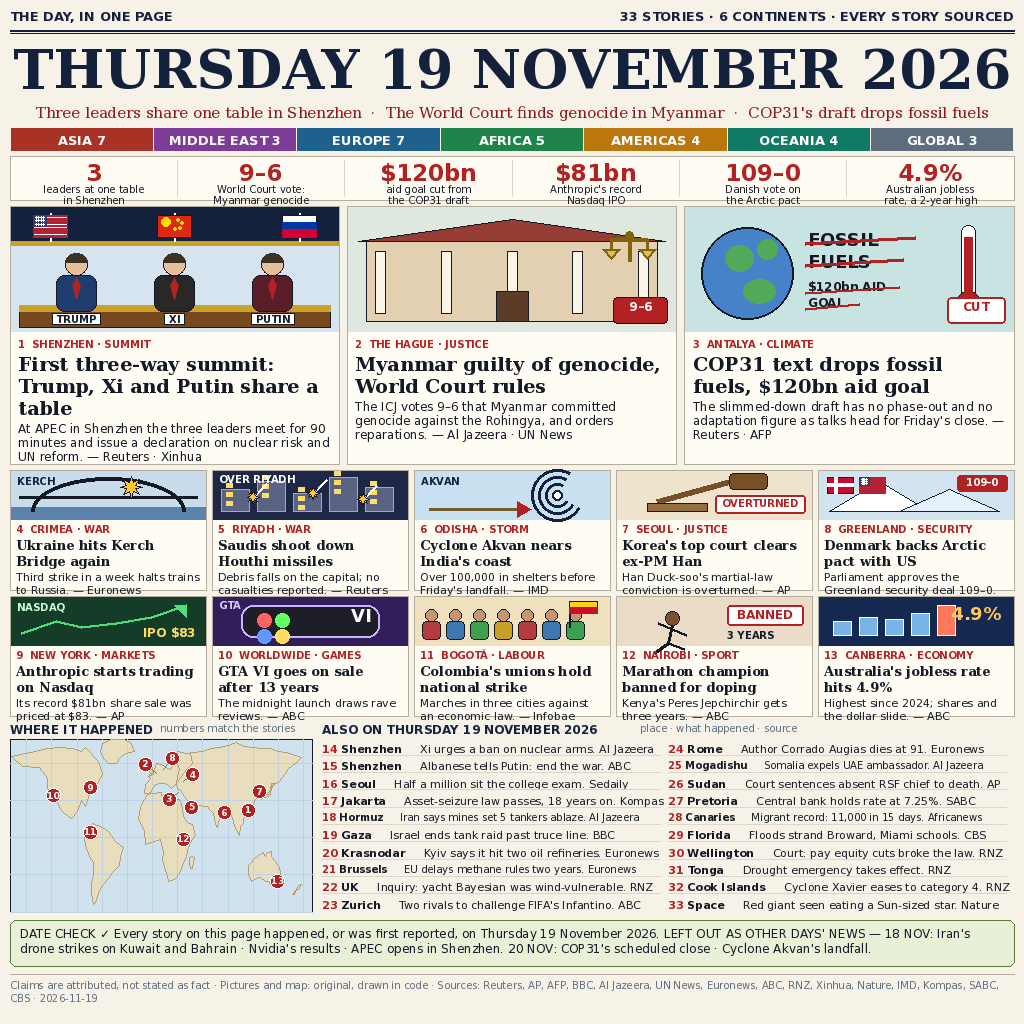 THE DAY, IN ONE PAGE
33 STORIES · 6 CONTINENTS · EVERY STORY SOURCED
THURSDAY 19 NOVEMBER 2026
Three leaders share one table in Shenzhen · The World Court finds genocide in Myanmar · COP31's draft drops fossil fuels
ASIA 7
MIDDLE EAST 3
EUROPE 7
AFRICA 5
AMERICAS 4
OCEANIA 4
GLOBAL 3
3
leaders at one table
in Shenzhen
9–6
World Court vote:
Myanmar genocide
$120bn
aid goal cut from
the COP31 draft
$81bn
Anthropic's record
Nasdaq IPO
109–0
Danish vote on
the Arctic pact
4.9%
Australian jobless
rate, a 2-year high
TRUMP
XI
PUTIN
1 SHENZHEN · SUMMIT
First three-way summit:
Trump, Xi and Putin share a
table
At APEC in Shenzhen the three leaders meet for 90
minutes and issue a declaration on nuclear risk and
UN reform. — Reuters · Xinhua
9–6
2 THE HAGUE · JUSTICE
Myanmar guilty of genocide,
World Court rules
The ICJ votes 9–6 that Myanmar committed
genocide against the Rohingya, and orders
reparations. — Al Jazeera · UN News
FOSSIL
FUELS
$120bn AID
GOAL
CUT
3 ANTALYA · CLIMATE
COP31 text drops fossil
fuels, $120bn aid goal
The slimmed-down draft has no phase-out and no
adaptation figure as talks head for Friday's close. —
Reuters · AFP
KERCH
4 CRIMEA · WAR
Ukraine hits Kerch
Bridge again
Third strike in a week halts trains
to Russia. — Euronews
OVER RIYADH
5 RIYADH · WAR
Saudis shoot down
Houthi missiles
Debris falls on the capital; no
casualties reported. — Reuters
AKVAN
6 ODISHA · STORM
Cyclone Akvan nears
India's coast
Over 100,000 in shelters before
Friday's landfall. — IMD
OVERTURNED
7 SEOUL · JUSTICE
Korea's top court clears
ex-PM Han
Han Duck-soo's martial-law
conviction is overturned. — AP
109–0
8 GREENLAND · SECURITY
Denmark backs Arctic
pact with US
Parliament approves the
Greenland security deal 109–0.
NASDAQ
IPO $83
9 NEW YORK · MARKETS
Anthropic starts trading
on Nasdaq
Its record $81bn share sale was
priced at $83. — AP
GTA
VI
10 WORLDWIDE · GAMES
GTA VI goes on sale
after 13 years
The midnight launch draws rave
reviews. — ABC
11 BOGOTÁ · LABOUR
Colombia's unions hold
national strike
Marches in three cities against
an economic law. — Infobae
BANNED
3 YEARS
12 NAIROBI · SPORT
Marathon champion
banned for doping
Kenya's Peres Jepchirchir gets
three years. — ABC
4.9%
13 CANBERRA · ECONOMY
Australia's jobless rate
hits 4.9%
Highest since 2024; shares and
the dollar slide. — ABC
WHERE IT HAPPENED numbers match the stories
2
8
4
10
9
3
5
6
1
7
11
12
13
ALSO ON THURSDAY 19 NOVEMBER 2026 place · what happened · source
14 Shenzhen Xi urges a ban on nuclear arms. Al Jazeera
15 Shenzhen Albanese tells Putin: end the war. ABC
16 Seoul Half a million sit the college exam. Sedaily
17 Jakarta Asset-seizure law passes, 18 years on. Kompas
18 Hormuz Iran says mines set 5 tankers ablaze. Al Jazeera
19 Gaza Israel ends tank raid past truce line. BBC
20 Krasnodar Kyiv says it hit two oil refineries. Euronews
21 Brussels EU delays methane rules two years. Euronews
22 UK Inquiry: yacht Bayesian was wind-vulnerable. RNZ
23 Zurich Two rivals to challenge FIFA's Infantino. ABC
24 Rome Author Corrado Augias dies at 91. Euronews
25 Mogadishu Somalia expels UAE ambassador. Al Jazeera
26 Sudan Court sentences absent RSF chief to death. AP
27 Pretoria Central bank holds rate at 7.25%. SABC
28 Canaries Migrant record: 11,000 in 15 days. Africanews
29 Florida Floods strand Broward, Miami schools. CBS
30 Wellington Court: pay equity cuts broke the law. RNZ
31 Tonga Drought emergency takes effect. RNZ
32 Cook Islands Cyclone Xavier eases to category 4. RNZ
33 Space Red giant seen eating a Sun-sized star. Nature
DATE CHECK ✓ Every story on this page happened, or was first reported, on Thursday 19 November 2026. LEFT OUT AS OTHER DAYS' NEWS — 18 NOV: Iran's
drone strikes on Kuwait and Bahrain · Nvidia's results · APEC opens in Shenzhen. 20 NOV: COP31's scheduled close · Cyclone Akvan's landfall.
Claims are attributed, not stated as fact · Pictures and map: original, drawn in code · Sources: Reuters, AP, AFP, BBC, Al Jazeera, UN News, Euronews, ABC, RNZ, Xinhua, Nature, IMD, Kompas, SABC,
CBS · 2026-11-19